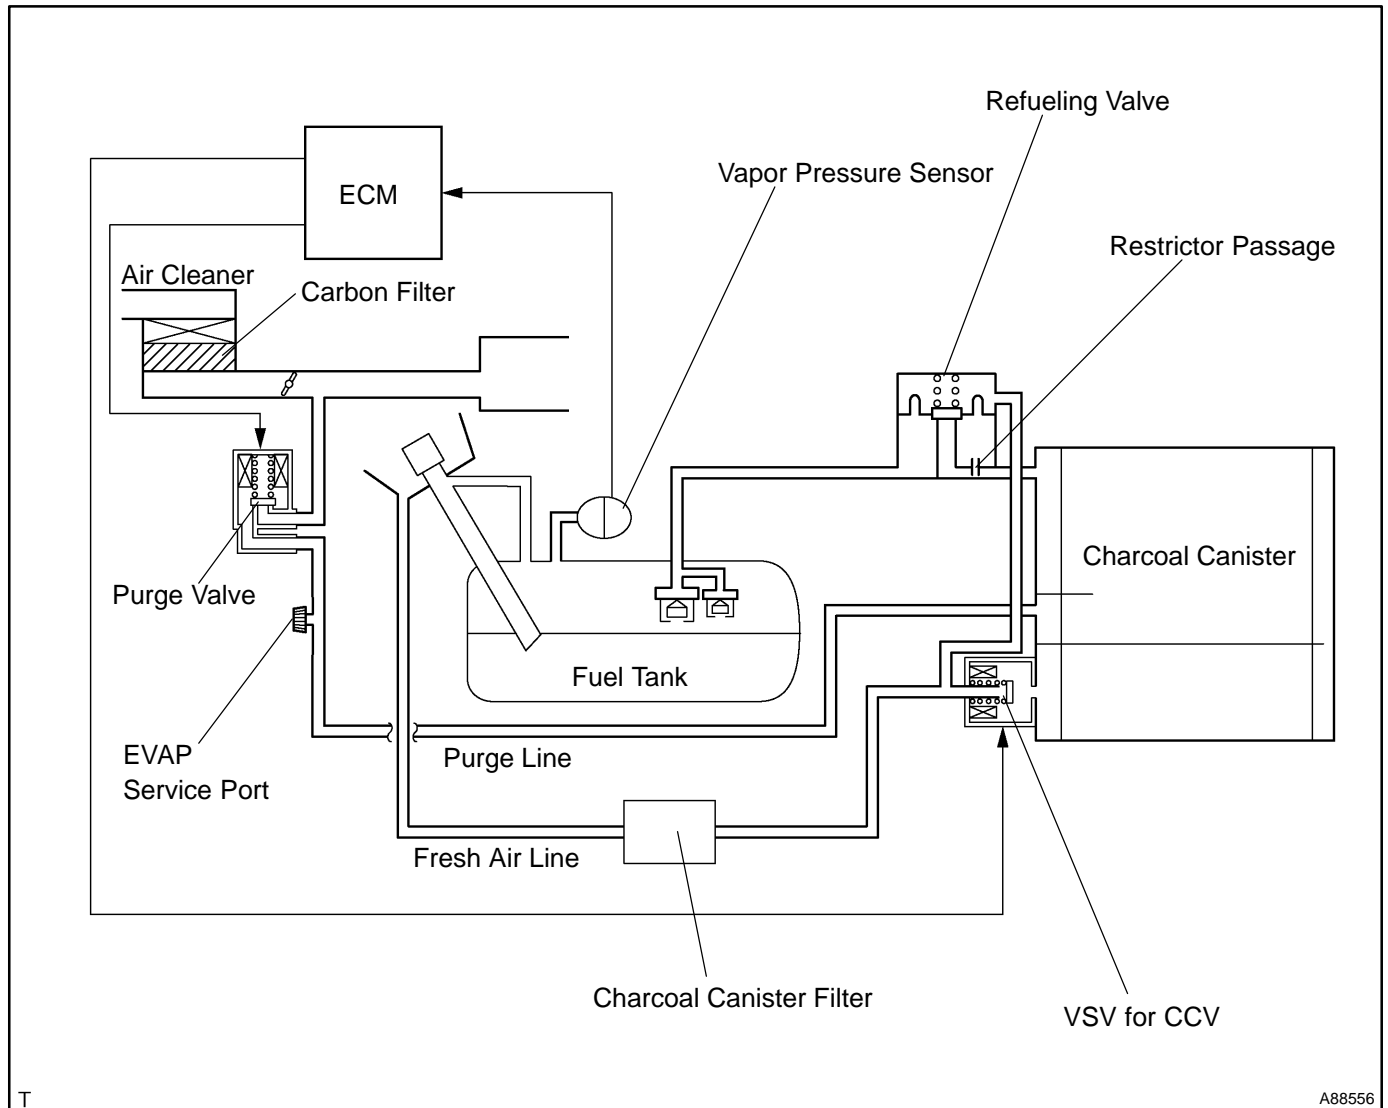 Refueling Valve
Vapor Pressure Sensor
ECM
Restrictor Passage
Air Cleaner
Carbon Filter
Charcoal Canister
Purge Valve
Fuel Tank
EVAP
Service Port
Purge Line
Fresh Air Line
Charcoal Canister Filter
VSV for CCV
T
A88556